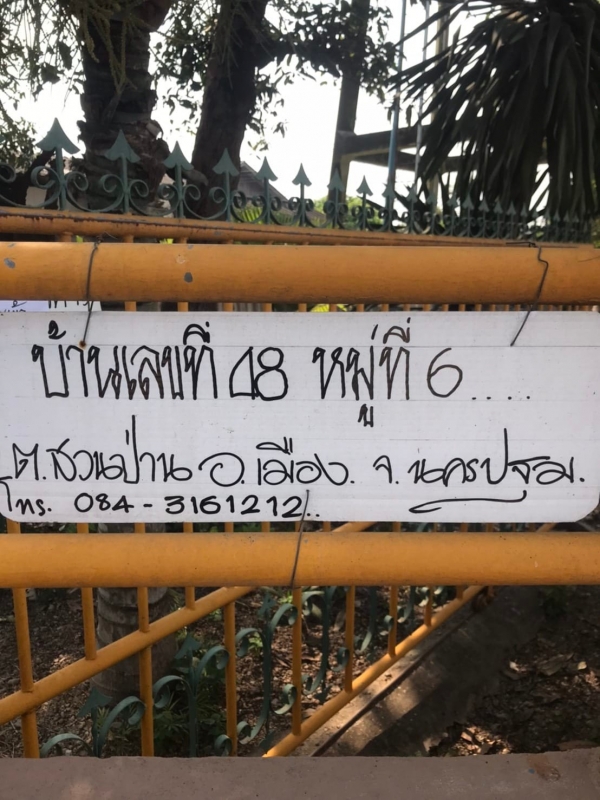 บ้านเลขที่ 48 หมู่ที่ 6.....
ต.สวนป่าน อ.เมือง. จ.นครปฐม.
โทร. 084-3161212..